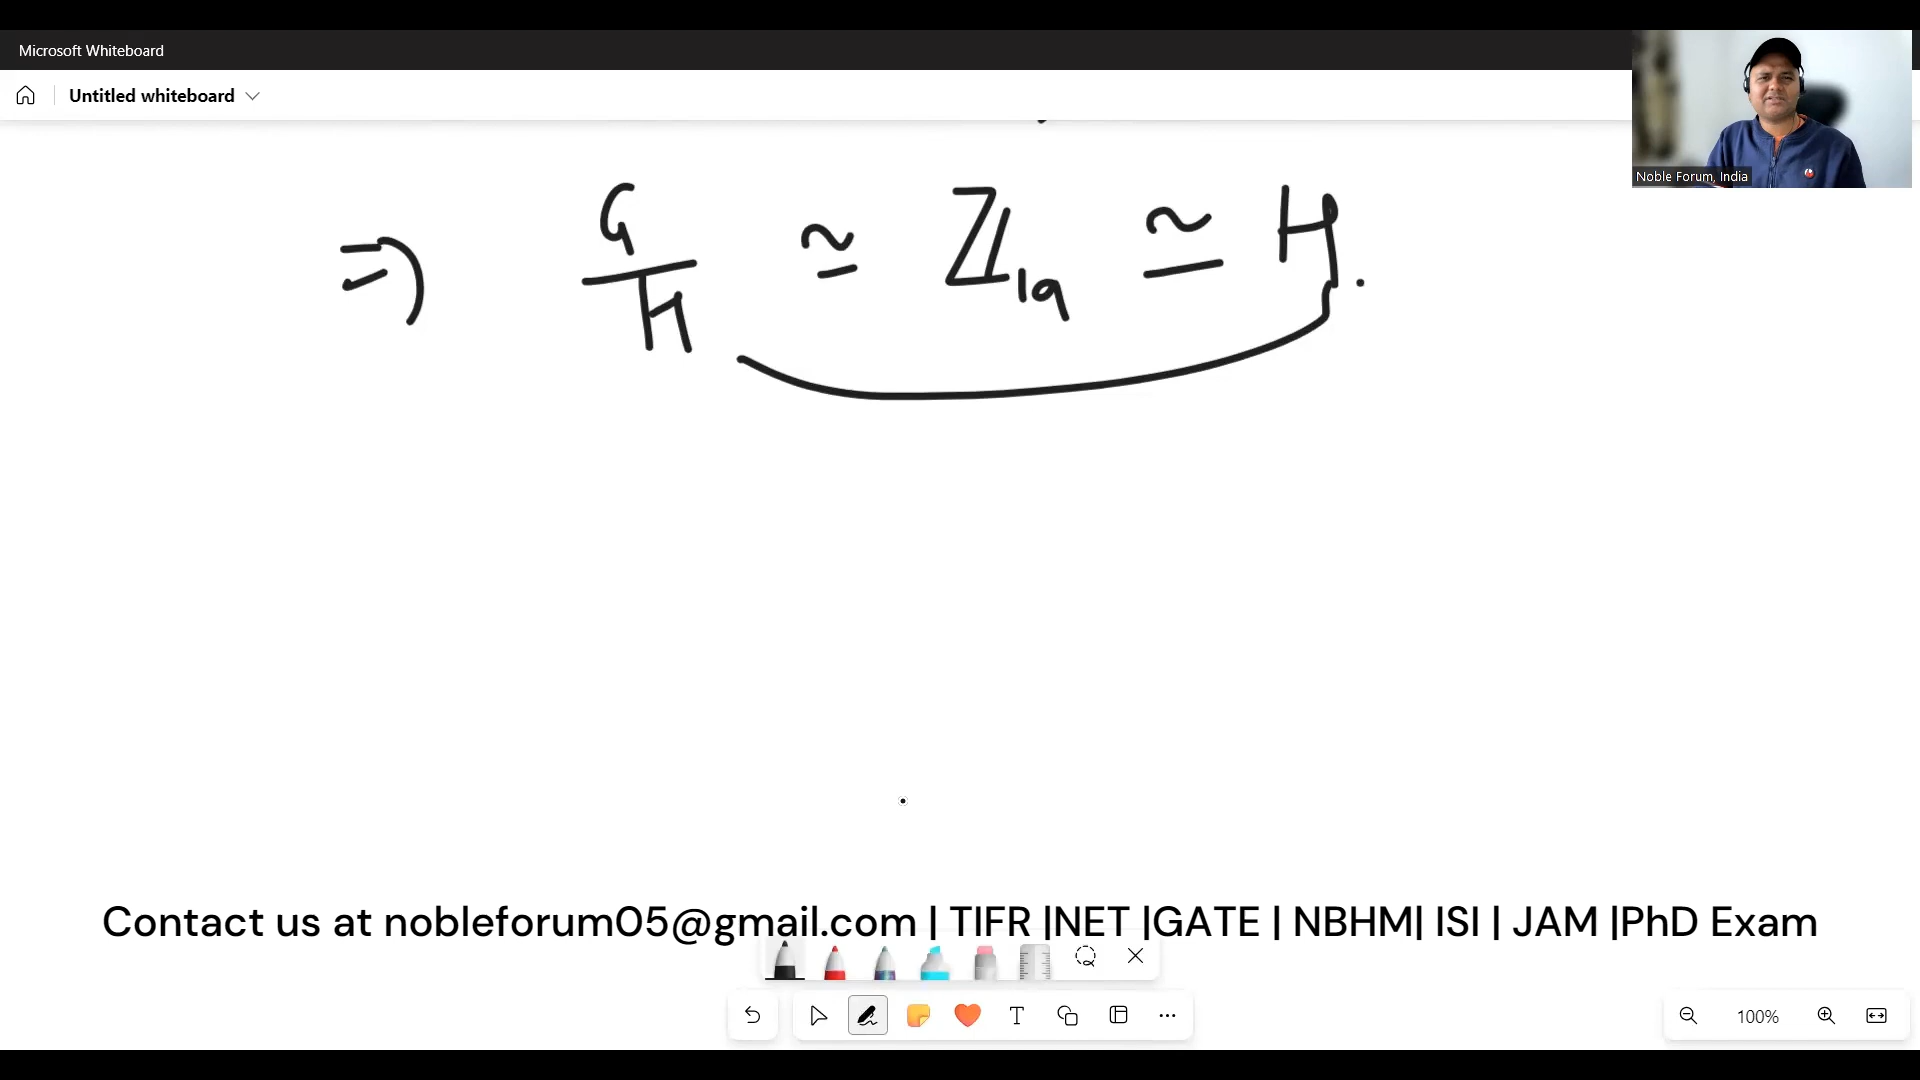 Microsoft Whiteboard
Untitled whiteboard
Noble Forum, India
⇒ G/H ≅ ℤ₁₉ ≅ H.
Contact us at nobleforum05@gmail.com | TIFR |NET |GATE | NBHM| ISI | JAM |PhD Exam
100%